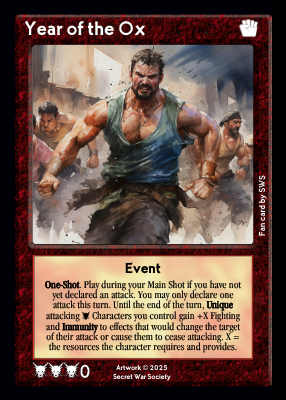 Year of the Ox
Fan card by SWS
Event
One-Shot. Play during your Main Shot if you have not
yet declared an attack. You may only declare one
attack this turn. Until the end of turn, Unique
attacking Characters you control gain +X Fighting
and Immunity to effects that would change the target
of their attack or cause them to cease attacking. X =
the resources the character requires and provides.
0
Artwork © 2025
Secret War Society